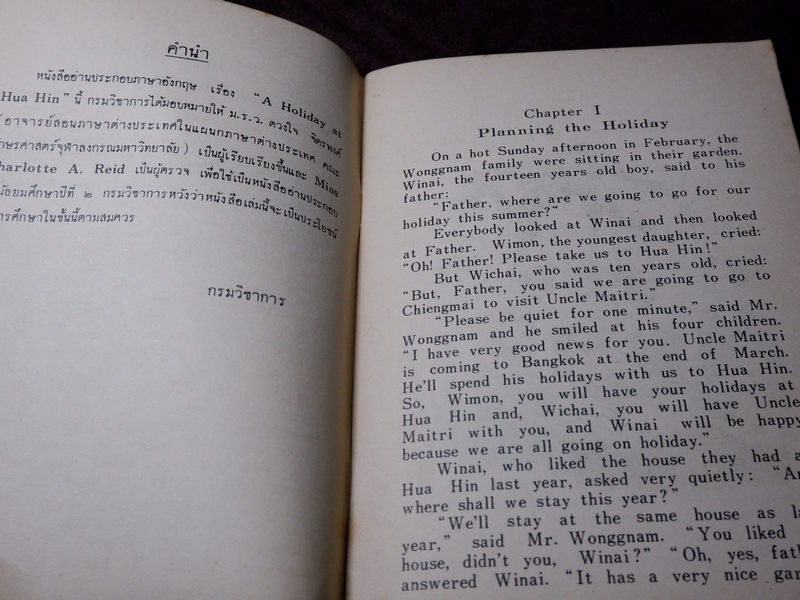 คำนำ
หนังสืออ่านประกอบภาษาอังกฤษ เรื่อง "A Holiday at
Hua Hin" นี้ กรมวิชาการได้มอบหมายให้ ม.ร.ว. ดวงใจ จิตรพงศ์
( อาจารย์สอนภาษาต่างประเทศในแผนกภาษาต่างประเทศ คณะ
อักษรศาสตร์จุฬาลงกรณมหาวิทยาลัย ) เป็นผู้เรียบเรียงขึ้นและ Miss
Charlotte A. Reid เป็นผู้ตรวจ เพื่อใช้เป็นหนังสืออ่านประกอบ
มัธยมศึกษาปีที่ ๒ กรมวิชาการหวังว่าหนังสือเล่มนี้จะเป็นประโยชน์
การศึกษาในชั้นนี้ตามสมควร
กรมวิชาการ
Chapter I
Planning the Holiday
On a hot Sunday afternoon in February, the
Wonggnam family were sitting in their garden.
Winai, the fourteen years old boy, said to his
father:
"Father, where are we going to go for our
holiday this summer?"
Everybody looked at Winai and then looked
at Father. Wimon, the youngest daughter, cried:
"Oh! Father! Please take us to Hua Hin!"
But Wichai, who was ten years old, cried:
"But, Father, you said we are going to go to
Chiengmai to visit Uncle Maitri."
"Please be quiet for one minute," said Mr.
Wonggnam and he smiled at his four children.
"I have very good news for you. Uncle Maitri
is coming to Bangkok at the end of March.
He'll spend his holidays with us to Hua Hin.
So, Wimon, you will have your holidays at
Hua Hin and, Wichai, you will have Uncle
Maitri with you, and Winai will be happy
because we are all going on holiday."
Winai, who liked the house they had a
Hua Hin last year, asked very quietly: "An
where shall we stay this year?"
"We'll stay at the same house as la
year," said Mr. Wonggnam. "You liked
house, didn't you, Winai?" "Oh, yes, fath
answered Winai. "It has a very nice gar